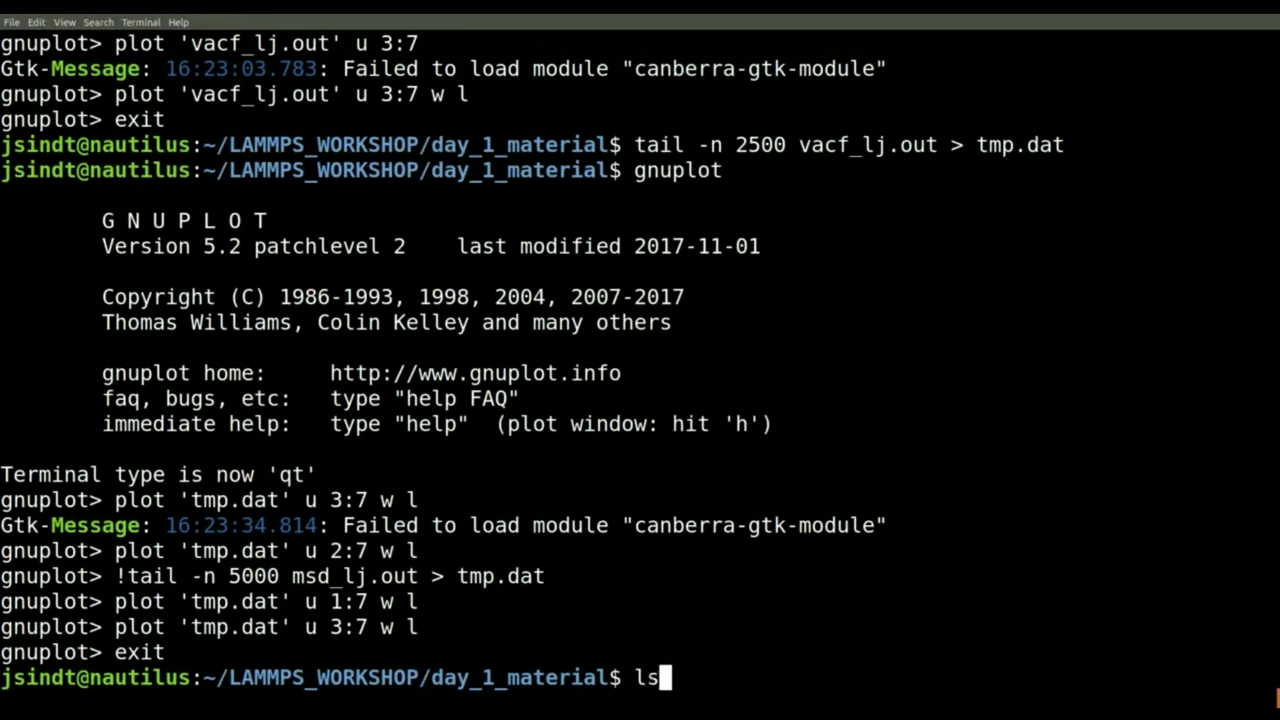 File Edit View Search Terminal Help
gnuplot> plot 'vacf_lj.out' u 3:7
Gtk-Message: 16:23:03.783: Failed to load module "canberra-gtk-module"
gnuplot> plot 'vacf_lj.out' u 3:7 w l
gnuplot> exit
jsindt@nautilus:~/LAMMPS_WORKSHOP/day_1_material$ tail -n 2500 vacf_lj.out > tmp.dat
jsindt@nautilus:~/LAMMPS_WORKSHOP/day_1_material$ gnuplot
G N U P L O T
Version 5.2 patchlevel 2    last modified 2017-11-01
Copyright (C) 1986-1993, 1998, 2004, 2007-2017
Thomas Williams, Colin Kelley and many others
gnuplot home:     http://www.gnuplot.info
faq, bugs, etc:   type "help FAQ"
immediate help:   type "help"  (plot window: hit 'h')
Terminal type is now 'qt'
gnuplot> plot 'tmp.dat' u 3:7 w l
Gtk-Message: 16:23:34.814: Failed to load module "canberra-gtk-module"
gnuplot> plot 'tmp.dat' u 2:7 w l
gnuplot> !tail -n 5000 msd_lj.out > tmp.dat
gnuplot> plot 'tmp.dat' u 1:7 w l
gnuplot> plot 'tmp.dat' u 3:7 w l
gnuplot> exit
jsindt@nautilus:~/LAMMPS_WORKSHOP/day_1_material$ ls